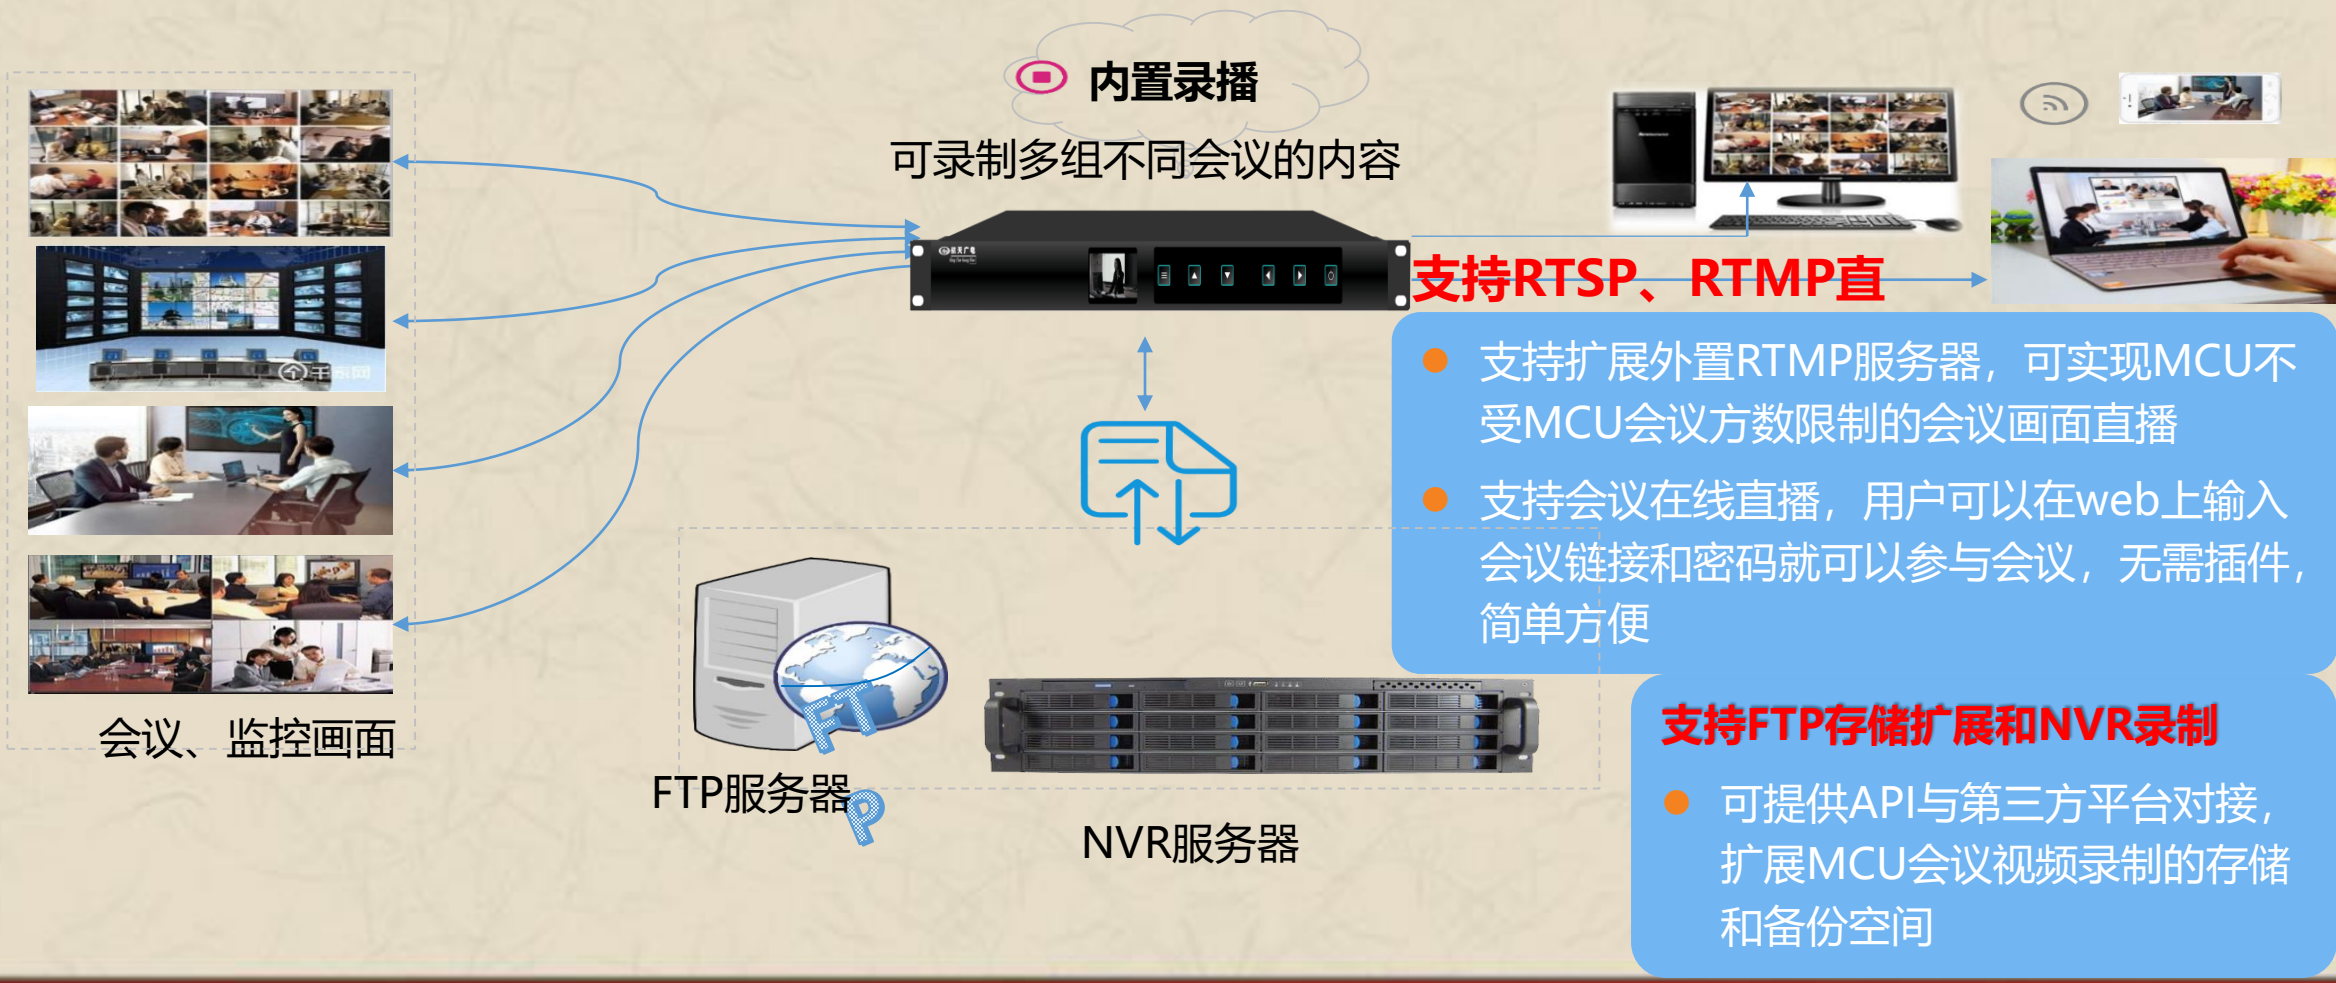 内置录播
可录制多组不同会议的内容
航天广电
千家网
支持RTSP、RTMP直
支持扩展外置RTMP服务器，可实现MCU不
受MCU会议方数限制的会议画面直播
支持会议在线直播，用户可以在web上输入
会议链接和密码就可以参与会议，无需插件，
简单方便
会议、监控画面
FT
P
FTP服务器
NVR服务器
支持FTP存储扩展和NVR录制
可提供API与第三方平台对接，
扩展MCU会议视频录制的存储
和备份空间